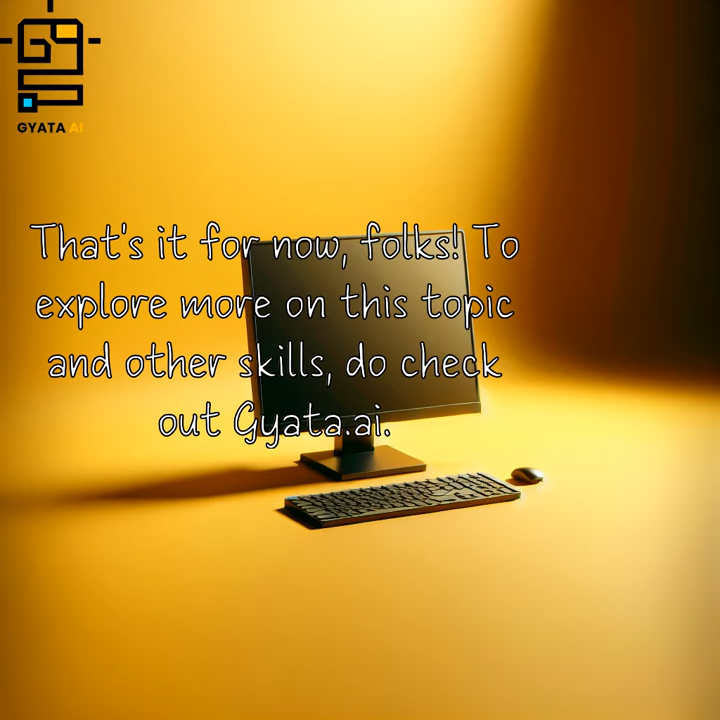 GYATA AI
That's it for now, folks! To
explore more on this topic
and other skills, do check
out Gyata.ai.